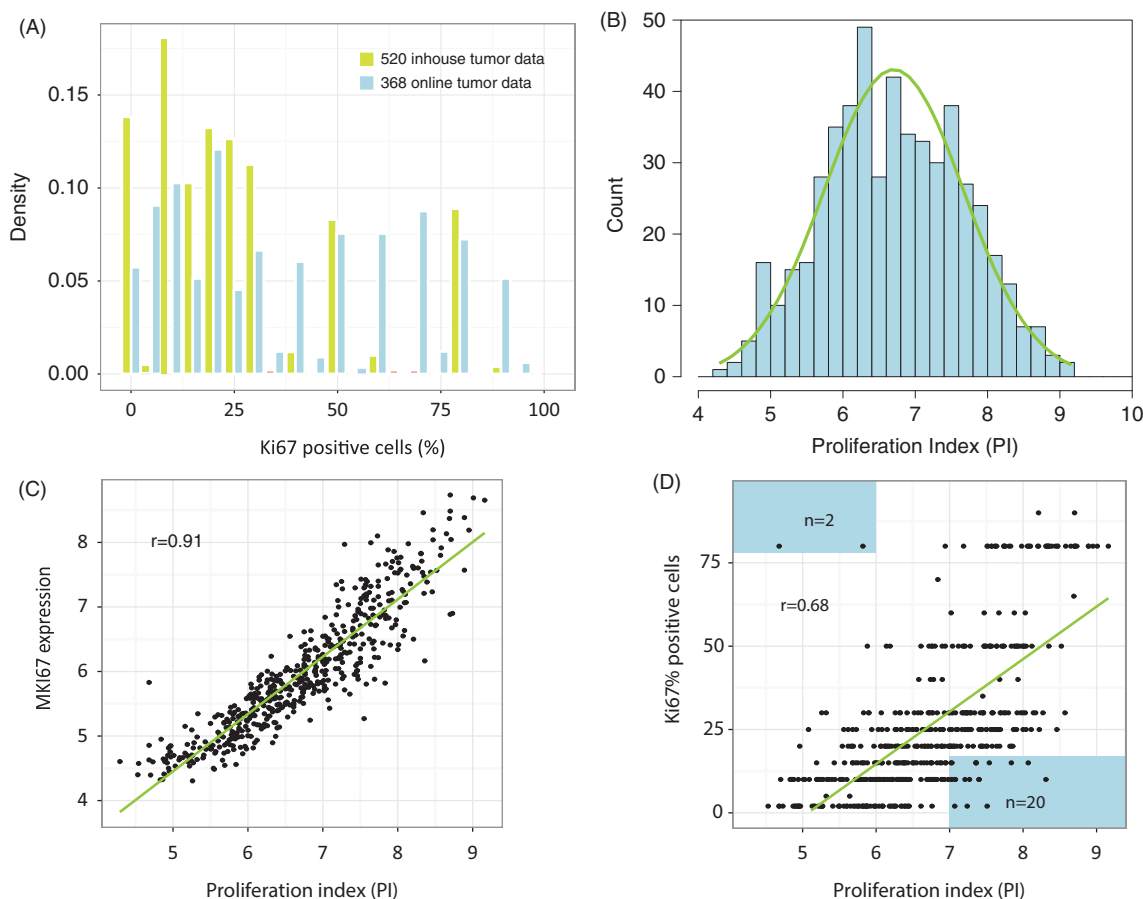 (A)
520 inhouse tumor data
368 online tumor data
0.15
0.10
0.05
0.00
Density
0 25 50 75 100
Ki67 positive cells (%)
(B)
50
40
30
20
10
0
Count
4 5 6 7 8 9 10
Proliferation Index (PI)
(C)
r=0.91
8
7
6
5
4
MKI67 expression
5 6 7 8 9
Proliferation index (PI)
(D)
n=2
r=0.68
n=20
75
50
25
0
Ki67% positive cells
5 6 7 8 9
Proliferation index (PI)